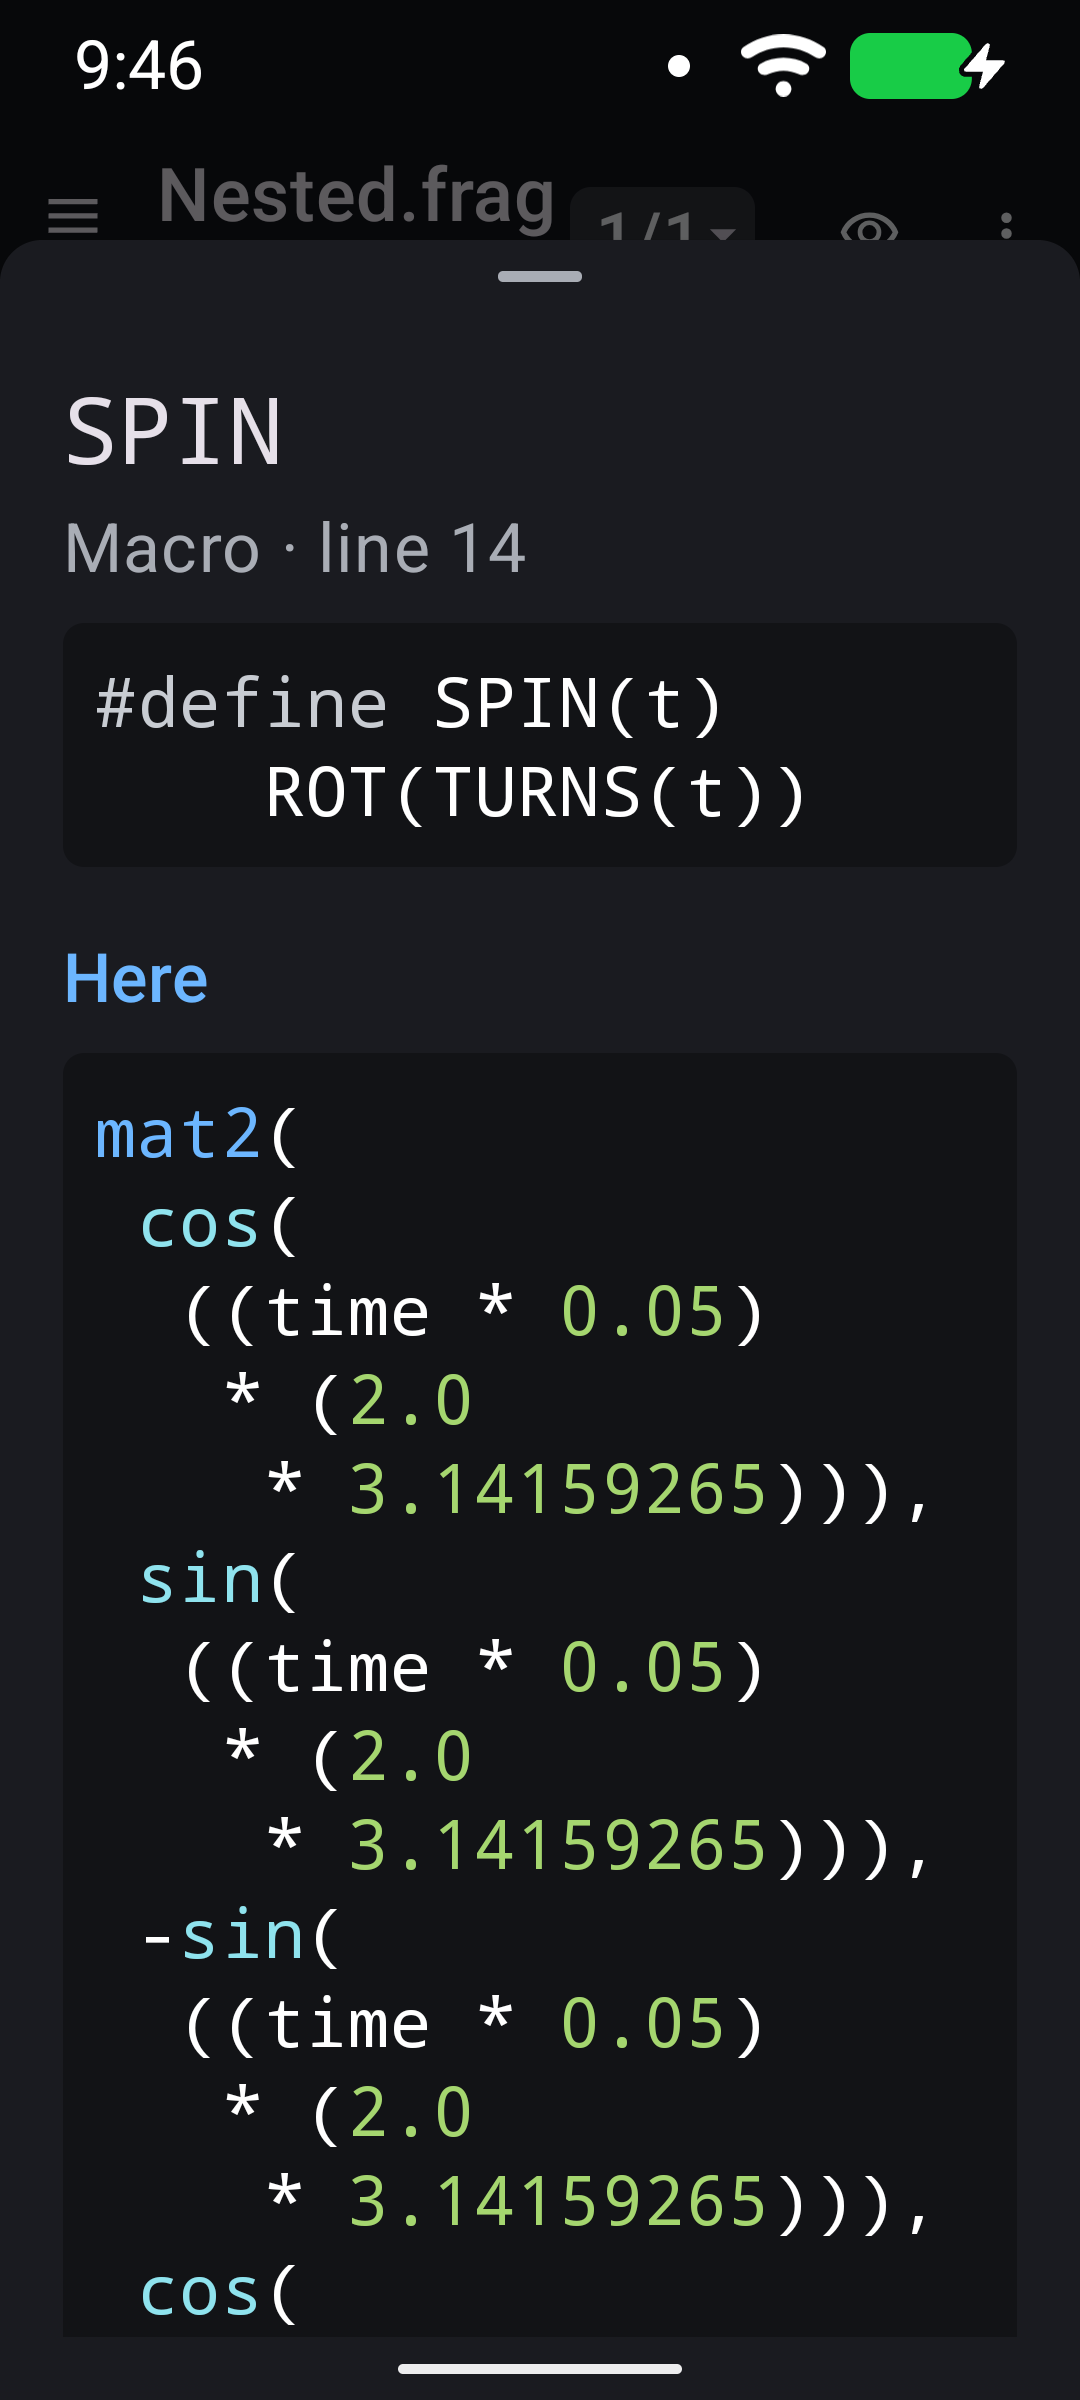 9:46
Nested.frag
1/1
SPIN
Macro · line 14
#define SPIN(t)
    ROT(TURNS(t))
Here
mat2(
 cos(
  ((time * 0.05)
   * (2.0
    * 3.14159265))),
 sin(
  ((time * 0.05)
   * (2.0
    * 3.14159265))),
 -sin(
  ((time * 0.05)
   * (2.0
    * 3.14159265))),
 cos(